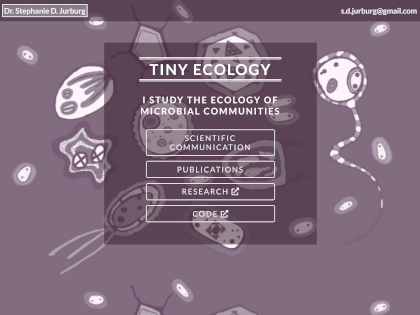 Dr. Stephanie D. Jurburg
s.d.jurburg@gmail.com
TINY ECOLOGY
I STUDY THE ECOLOGY OF
MICROBIAL COMMUNITIES
SCIENTIFIC
COMMUNICATION
PUBLICATIONS
RESEARCH
CODE